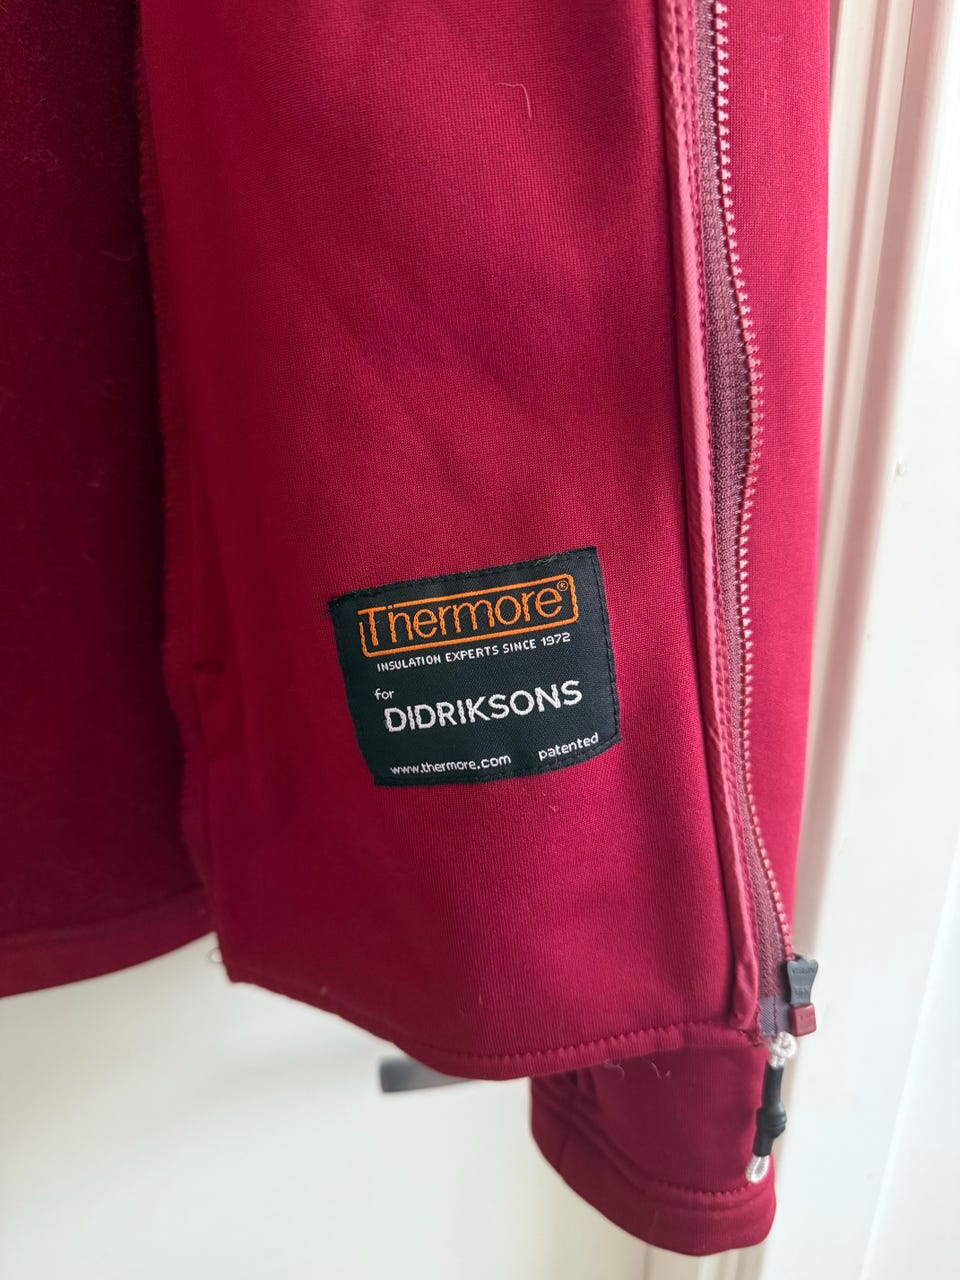 Thermore®
INSULATION EXPERTS SINCE 1972
for
DIDRIKSONS
www.thermore.com patented